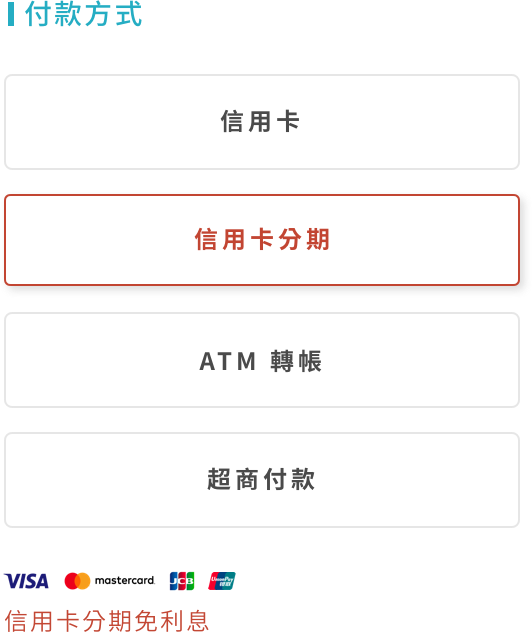 付款方式
信用卡
信用卡分期
ATM 轉帳
超商付款
VISA mastercard. JCB UnionPay 银联
信用卡分期免利息